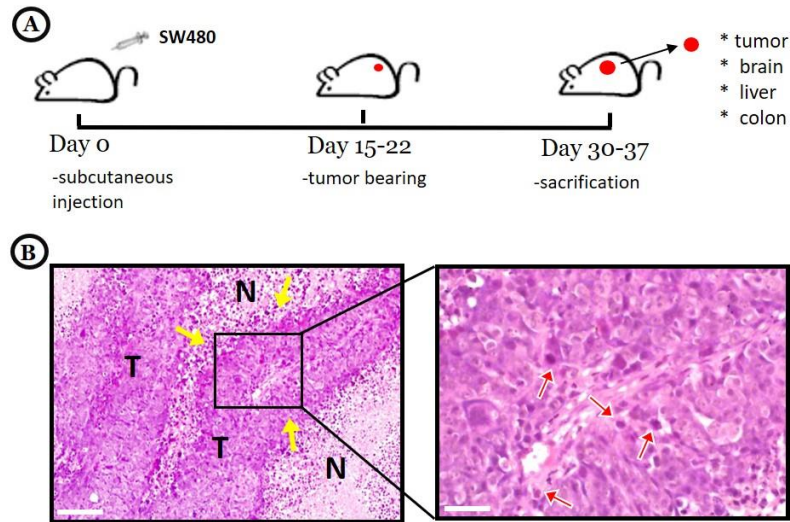 A
SW480
* tumor
* brain
* liver
* colon
Day 0
Day 15-22
Day 30-37
-subcutaneous
injection
-tumor bearing
-sacrification
B
N
T
T
N